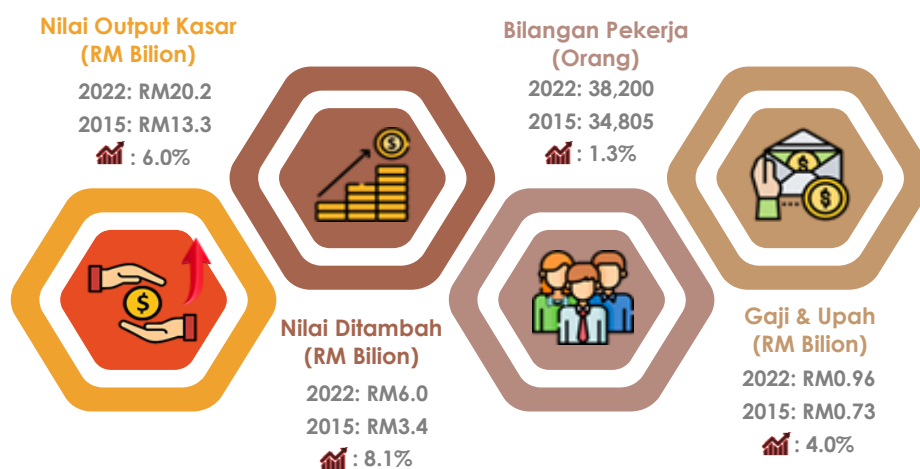 Nilai Output Kasar
(RM Bilion)
2022: RM20.2
2015: RM13.3
: 6.0%
Nilai Ditambah
(RM Bilion)
2022: RM6.0
2015: RM3.4
: 8.1%
Bilangan Pekerja
(Orang)
2022: 38,200
2015: 34,805
: 1.3%
Gaji & Upah
(RM Bilion)
2022: RM0.96
2015: RM0.73
: 4.0%